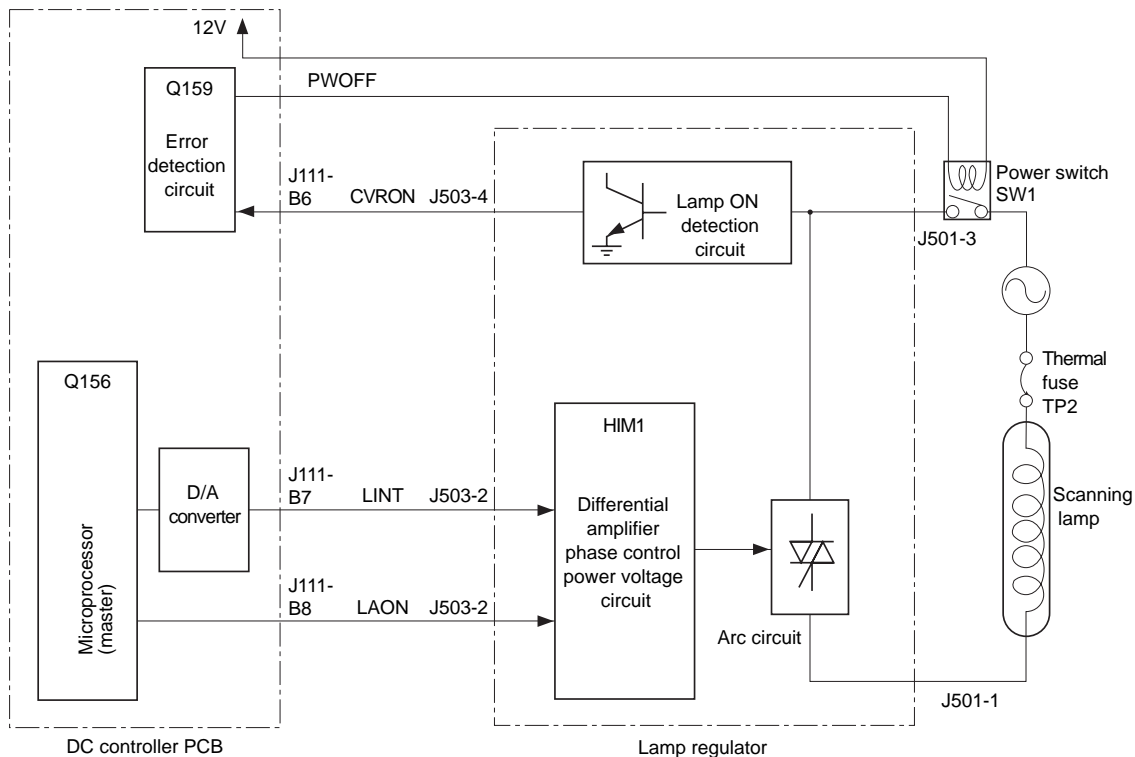 12V
Q159
Error
detection
circuit
PWOFF
J111-
B6
CVRON
J503-4
Lamp ON
detection
circuit
Power switch
SW1
J501-3
Thermal
fuse
TP2
Scanning
lamp
Q156
Microprocessor
(master)
D/A
converter
J111-
B7
LINT
J503-2
J111-
B8
LAON
J503-2
HIM1
Differential
amplifier
phase control
power voltage
circuit
Arc circuit
J501-1
DC controller PCB
Lamp regulator